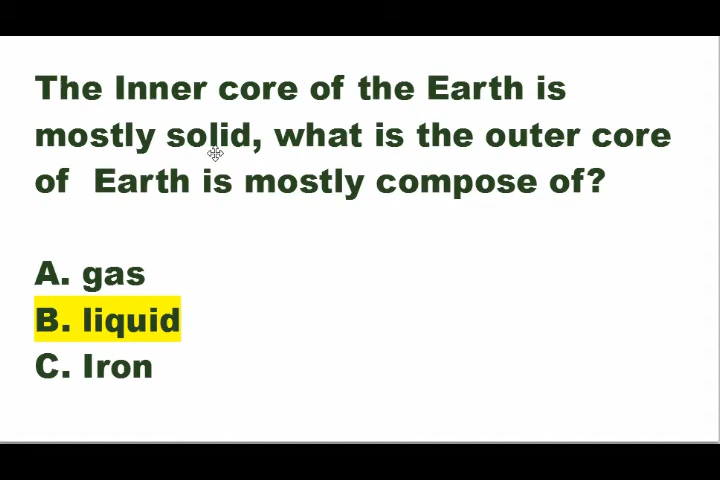 The Inner core of the Earth is
mostly solid, what is the outer core
of Earth is mostly compose of?
A. gas
B. liquid
C. Iron